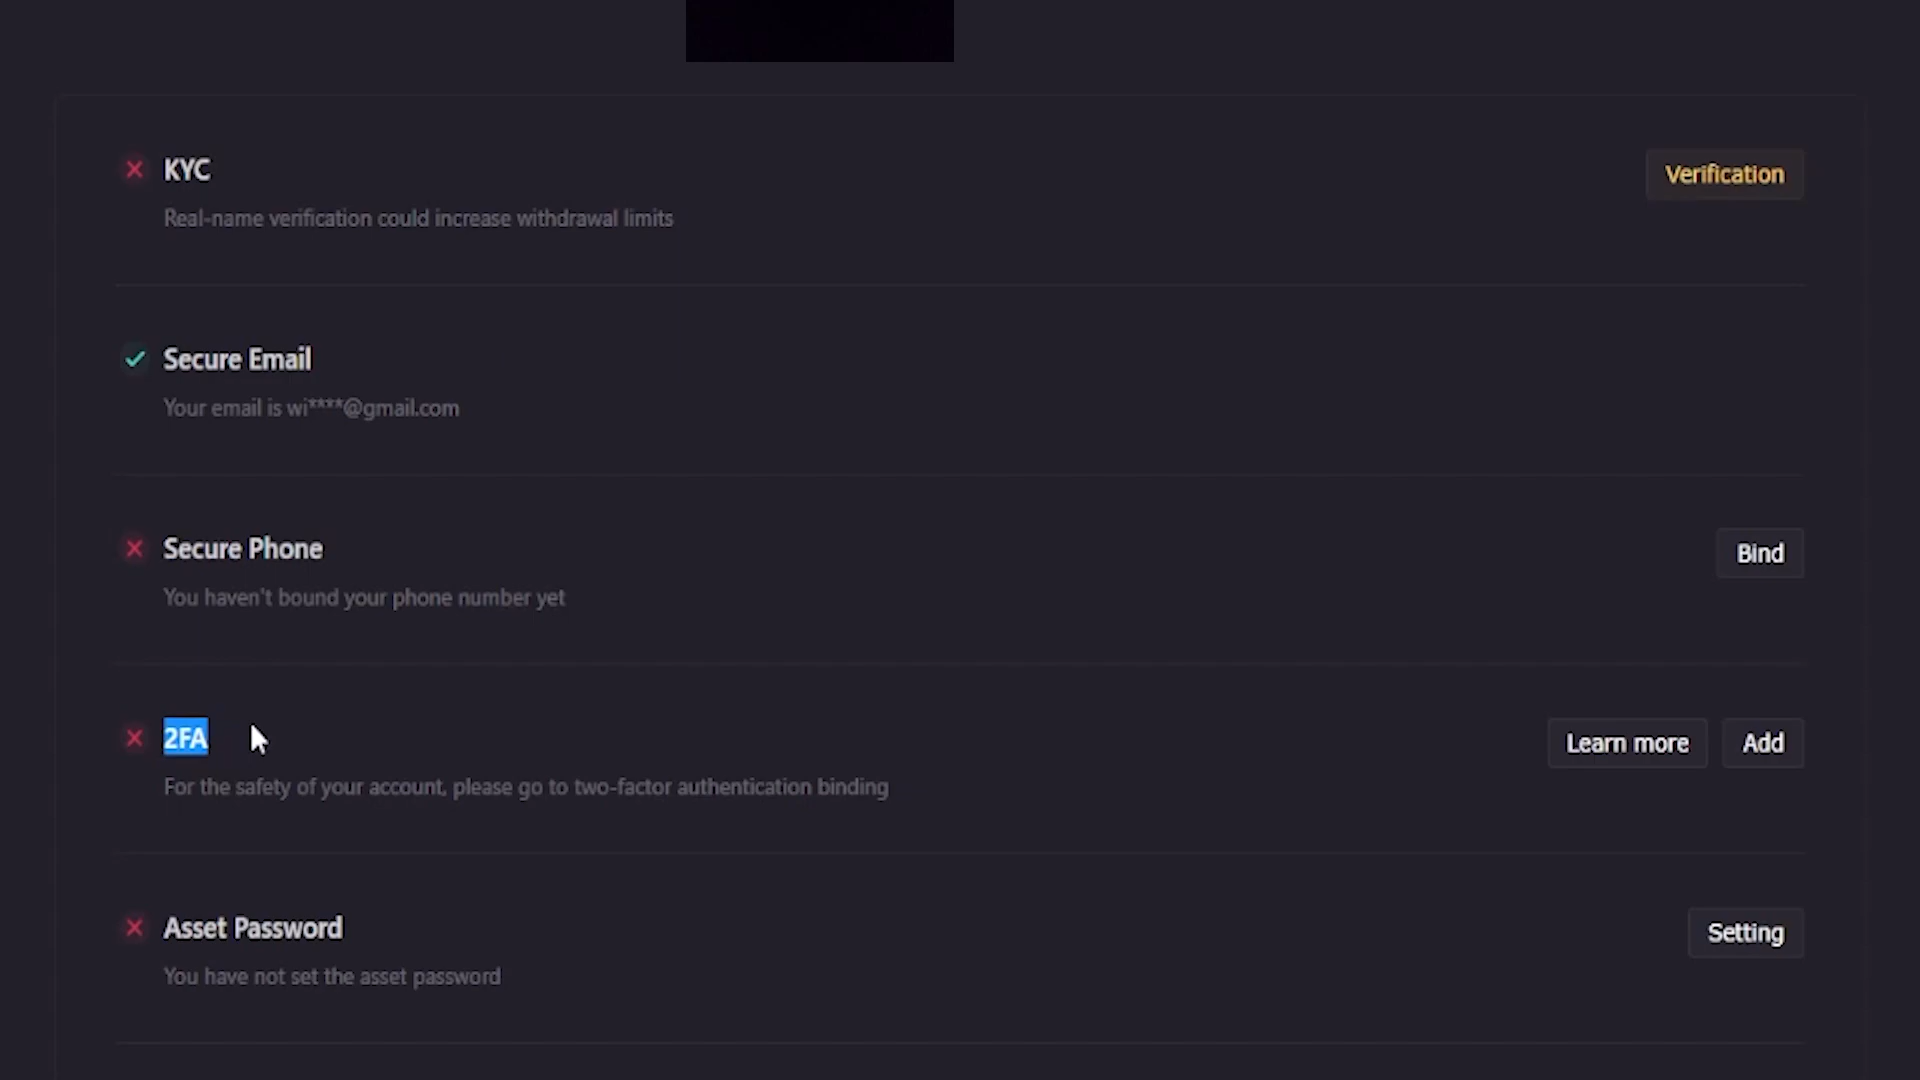 KYC
Verification
Real-name verification could increase withdrawal limits
Secure Email
Your email is wi****@gmail.com
Secure Phone
Bind
You haven't bound your phone number yet
2FA
Learn more
Add
For the safety of your account, please go to two-factor authentication binding
Asset Password
Setting
You have not set the asset password